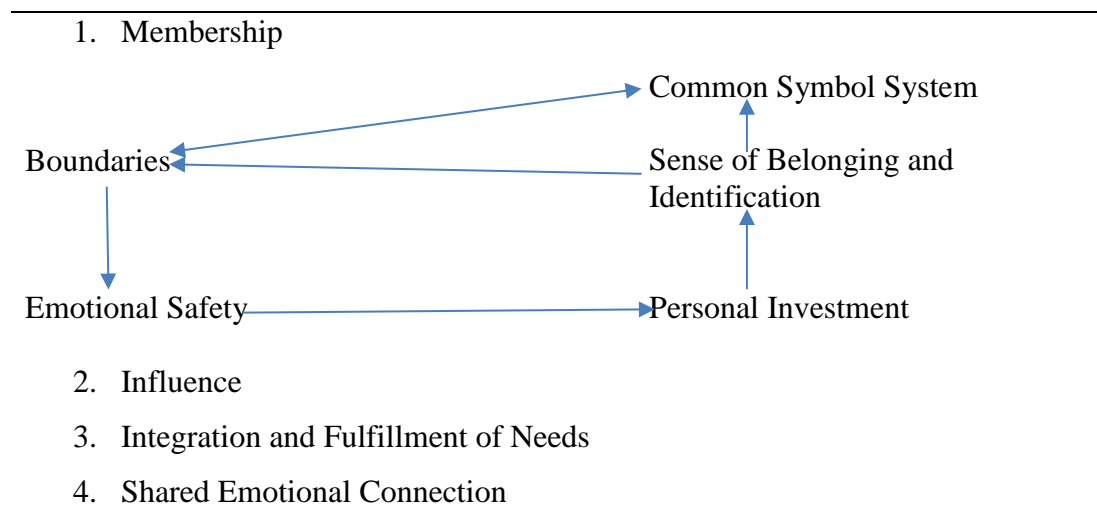 1. Membership
Common Symbol System
Boundaries
Sense of Belonging and
Identification
Emotional Safety
Personal Investment
2. Influence
3. Integration and Fulfillment of Needs
4. Shared Emotional Connection